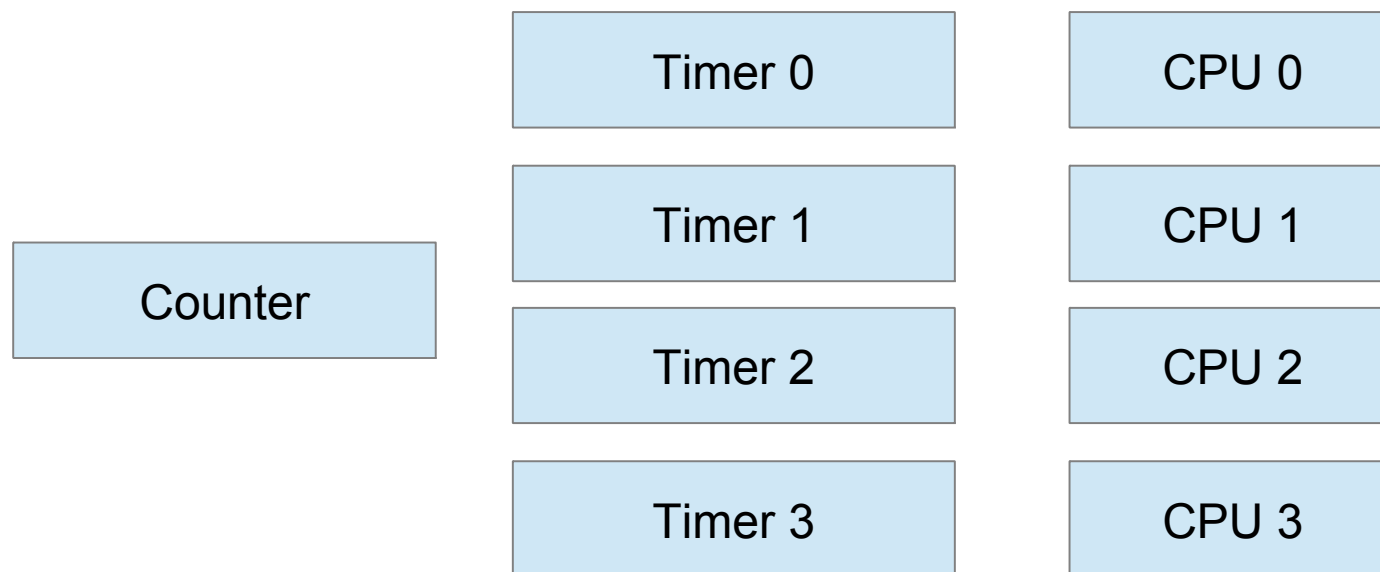 Timer 0
CPU 0
Timer 1
CPU 1
Counter
Timer 2
CPU 2
Timer 3
CPU 3